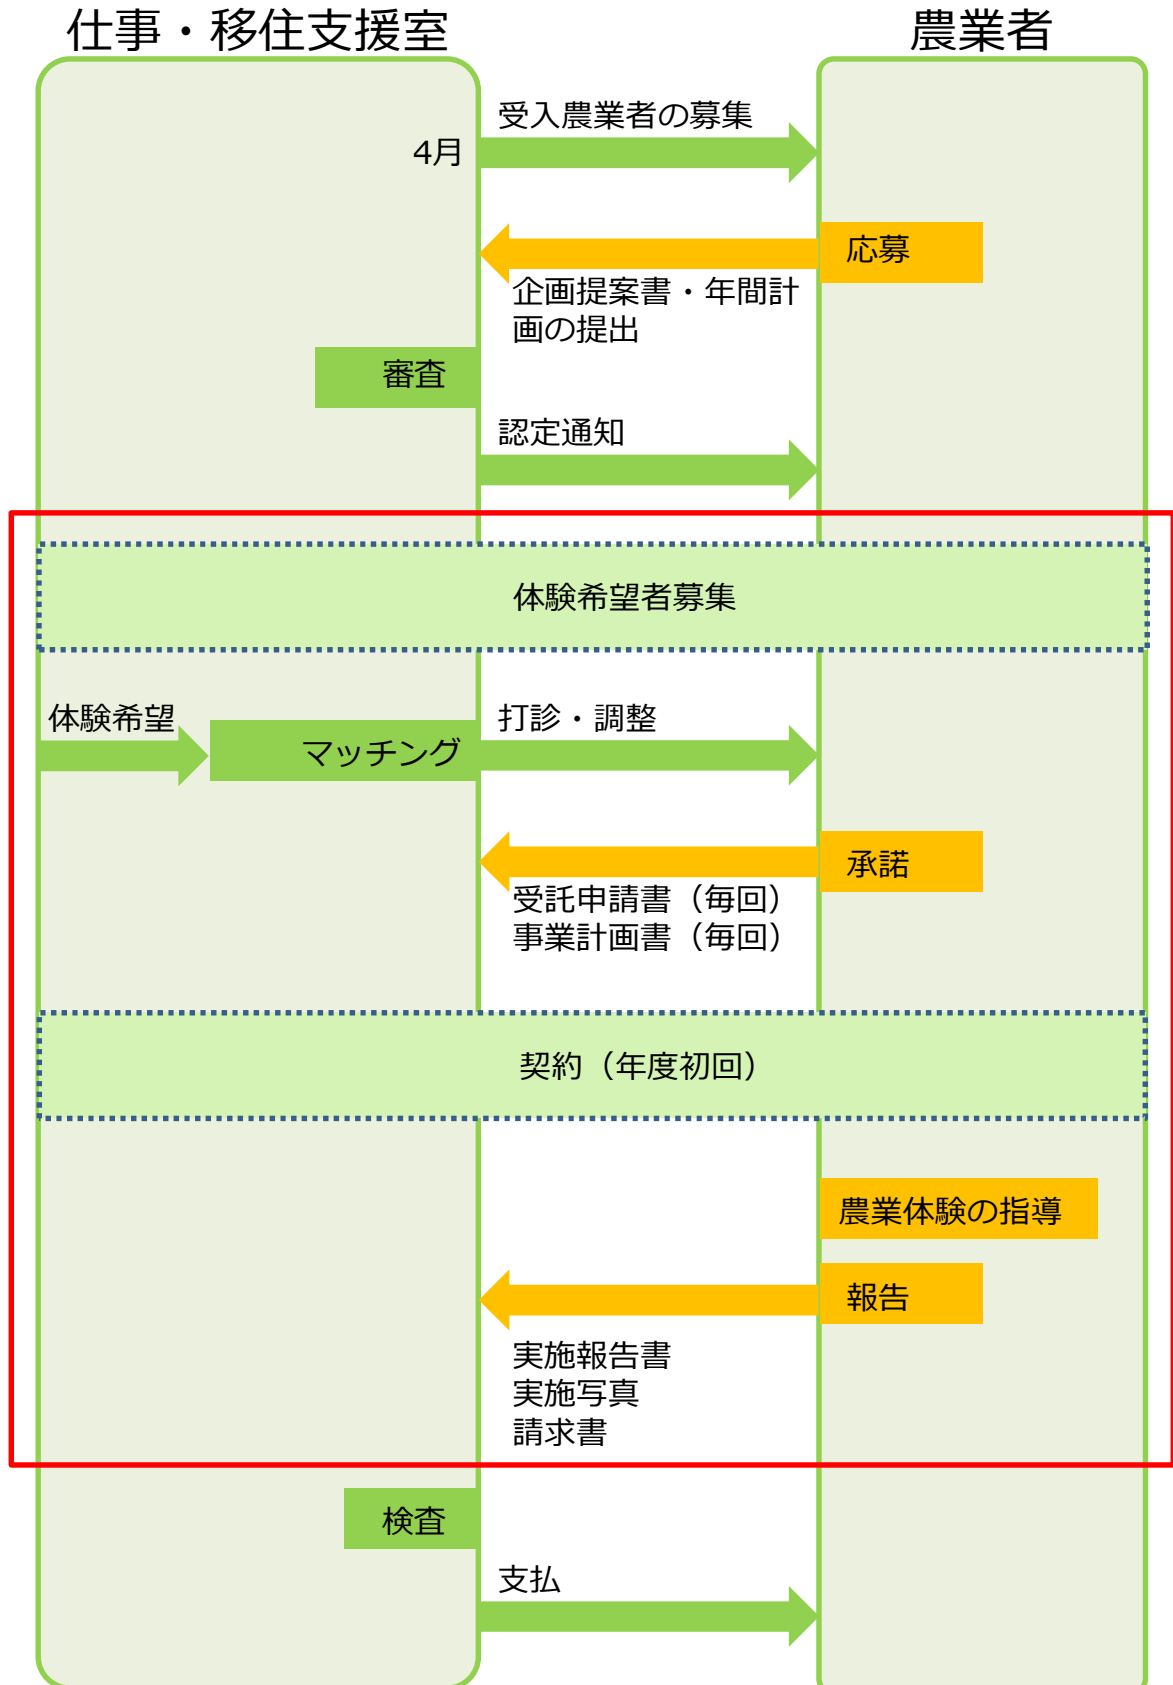 仕事・移住支援室
農業者
受入農業者の募集
4月
応募
企画提案書・年間計
画の提出
審査
認定通知
体験希望者募集
体験希望
マッチング
打診・調整
承諾
受託申請書（毎回）
事業計画書（毎回）
契約（年度初回）
農業体験の指導
報告
実施報告書
実施写真
請求書
検査
支払